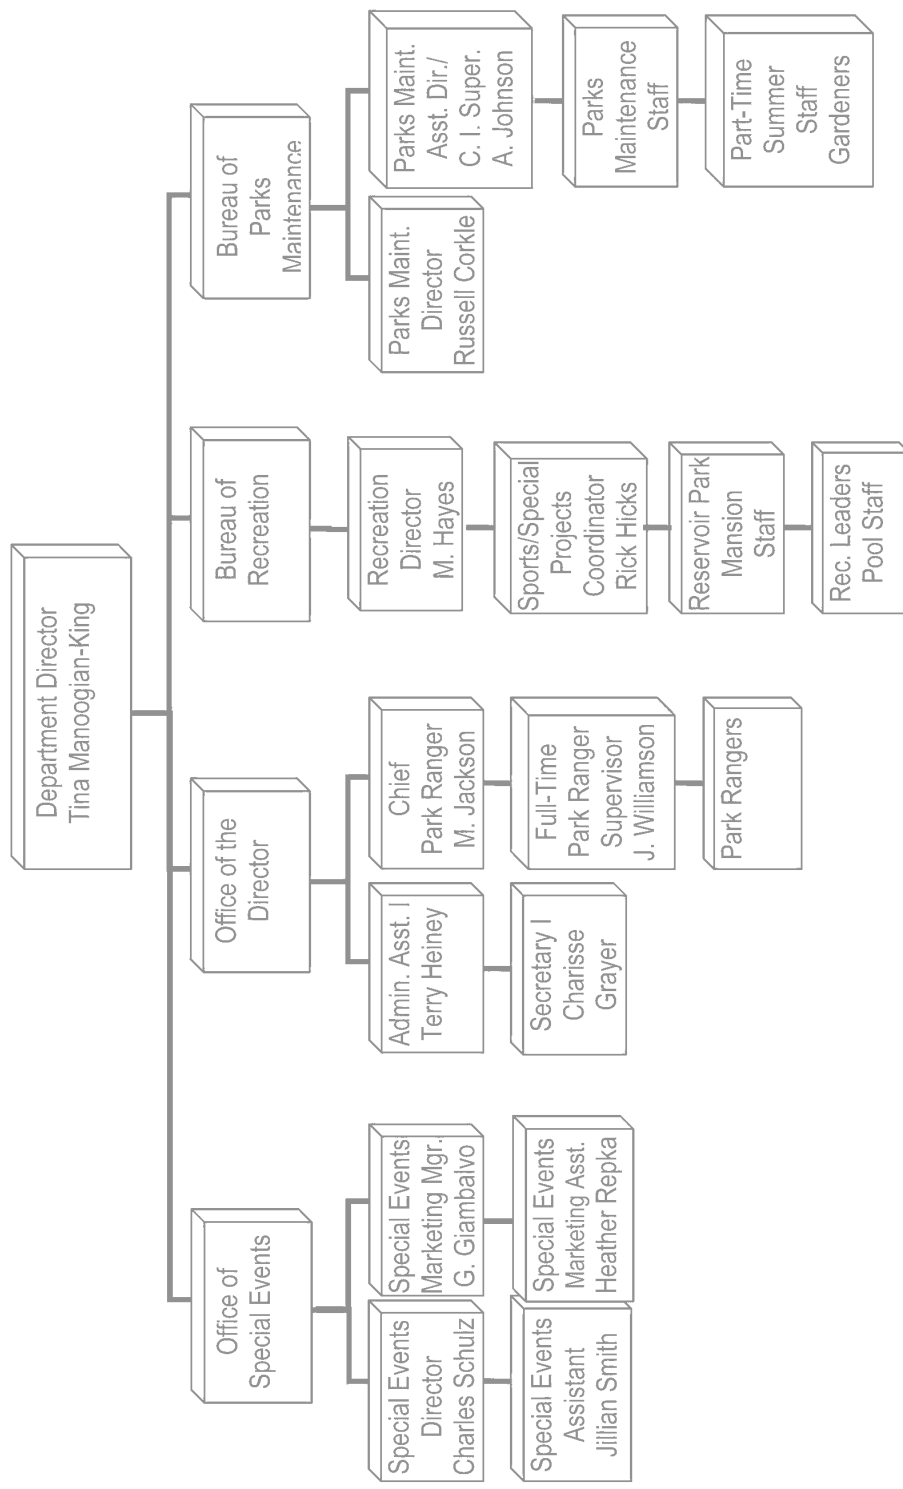 Department Director
Tina Manoogian-King
Office of
Special Events
Office of the
Director
Bureau of
Recreation
Bureau of
Parks
Maintenance
Special Events
Director
Charles Schulz
Special Events
Marketing Mgr.
G. Giambalvo
Admin. Asst. I
Terry Heiney
Chief
Park Ranger
M. Jackson
Recreation
Director
M. Hayes
Parks Maint.
Director
Russell Corkle
Parks Maint.
Asst. Dir./
C. I. Super.
A. Johnson
Special Events
Assistant
Jillian Smith
Special Events
Marketing Asst.
Heather Repka
Secretary I
Charisse
Grayer
Full-Time
Park Ranger
Supervisor
J. Williamson
Sports/Special
Projects
Coordinator
Rick Hicks
Parks
Maintenance
Staff
Park Rangers
Reservoir Park
Mansion
Staff
Part-Time
Summer
Staff
Gardeners
Rec. Leaders
Pool Staff